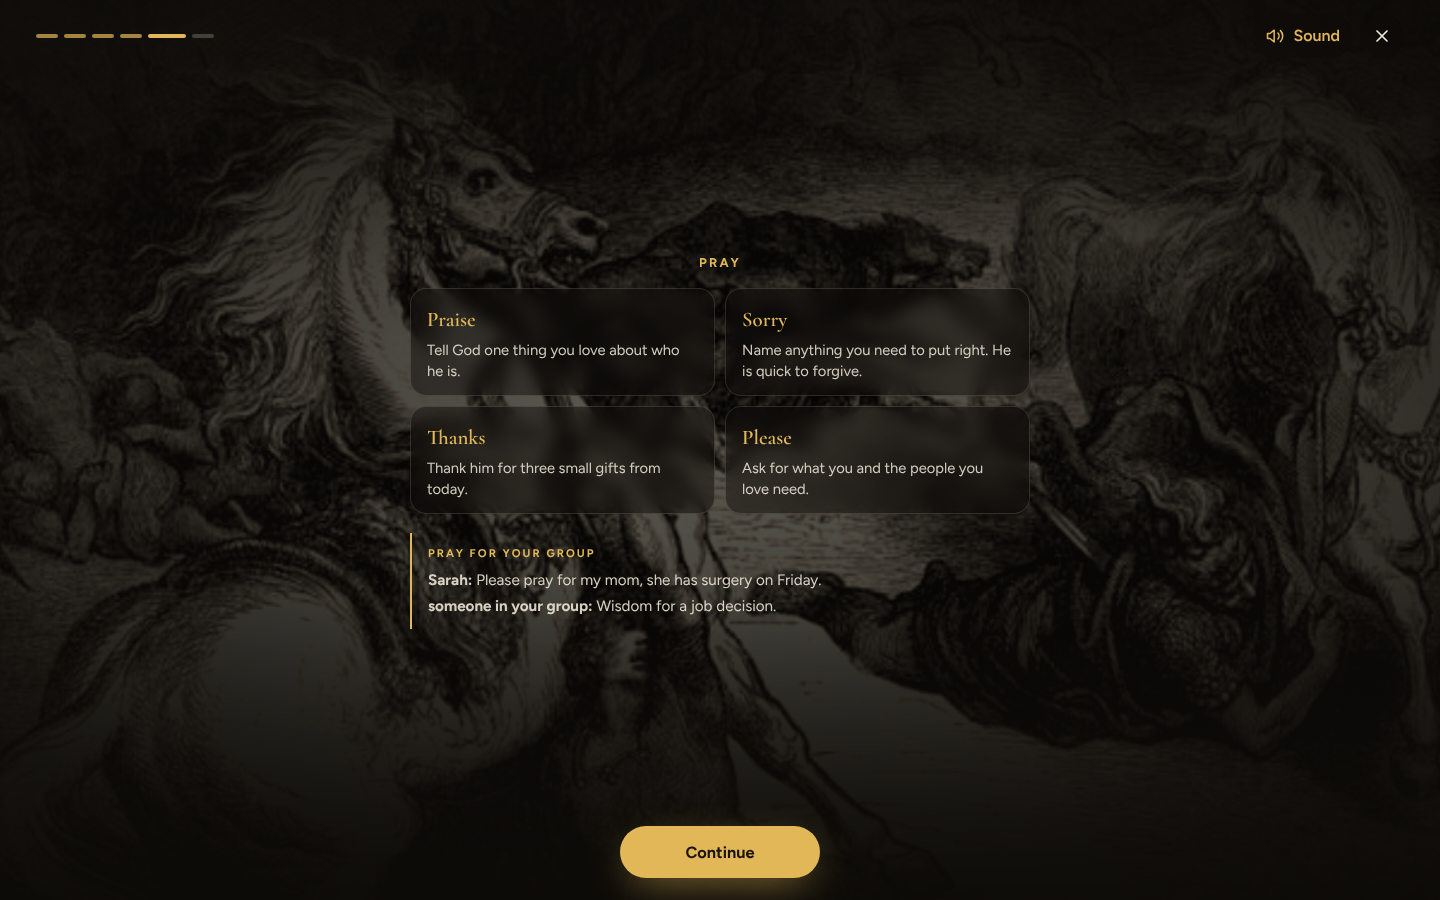 Sound
PRAY
Praise
Tell God one thing you love about who
he is.
Sorry
Name anything you need to put right. He
is quick to forgive.
Thanks
Thank him for three small gifts from
today.
Please
Ask for what you and the people you
love need.
PRAY FOR YOUR GROUP
Sarah: Please pray for my mom, she has surgery on Friday.
someone in your group: Wisdom for a job decision.
Continue